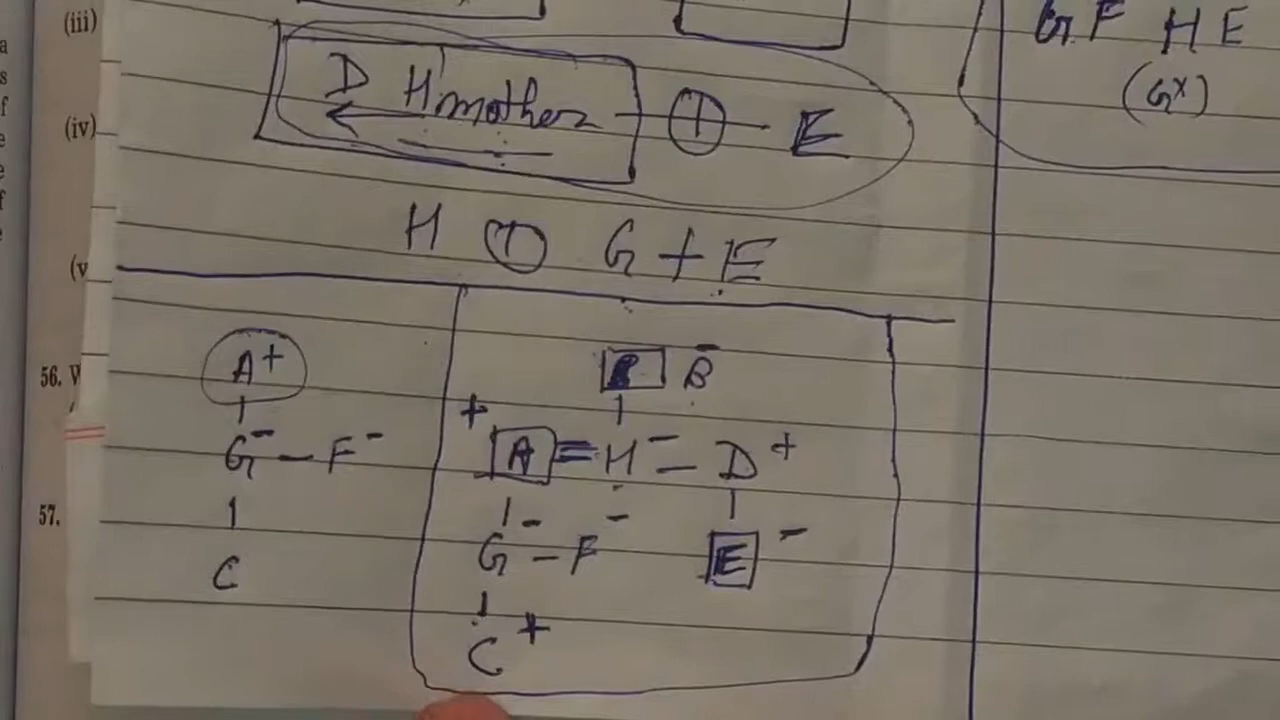 (iii)
G F H E
(G×)
(iv)
D H mother + E
H + G + E
(v
A+
G- – F-
C
56. W
B-
+ A = H- – D+
G- – F- E-
C+
57.